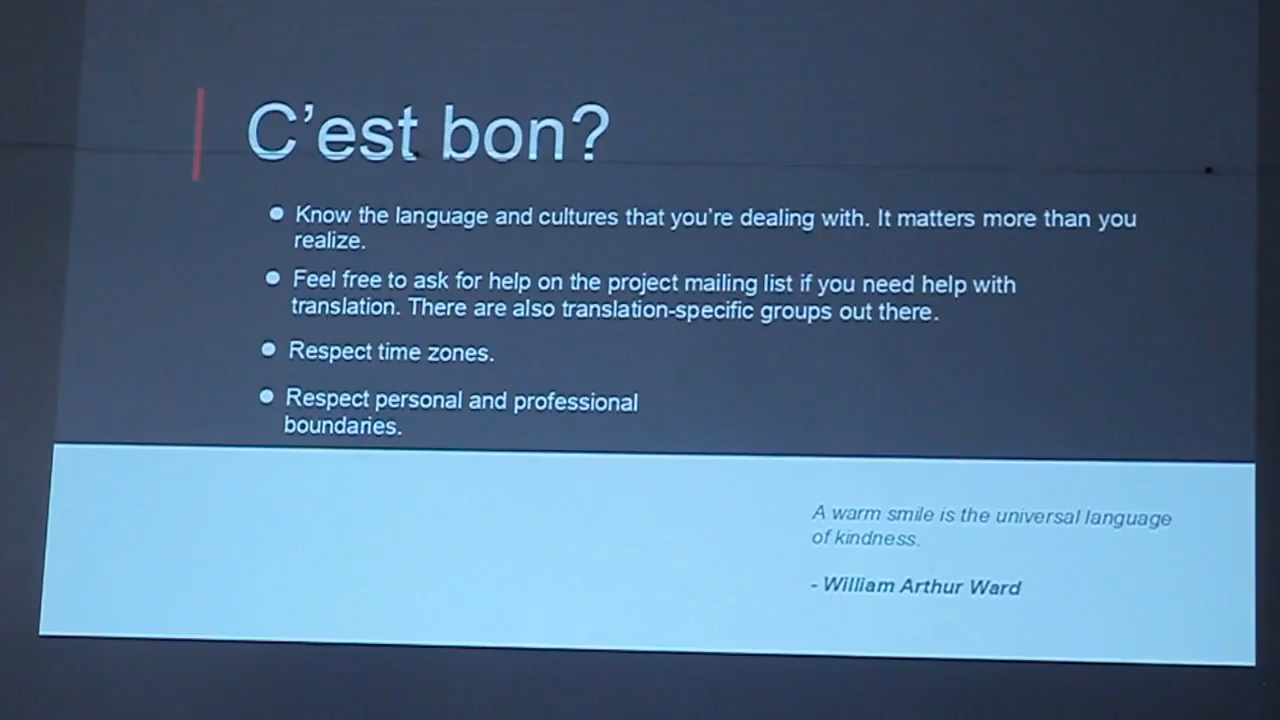 C'est bon?
● Know the language and cultures that you're dealing with. It matters more than you
realize.
● Feel free to ask for help on the project mailing list if you need help with
translation. There are also translation-specific groups out there.
● Respect time zones.
● Respect personal and professional
boundaries.
A warm smile is the universal language
of kindness.
- William Arthur Ward